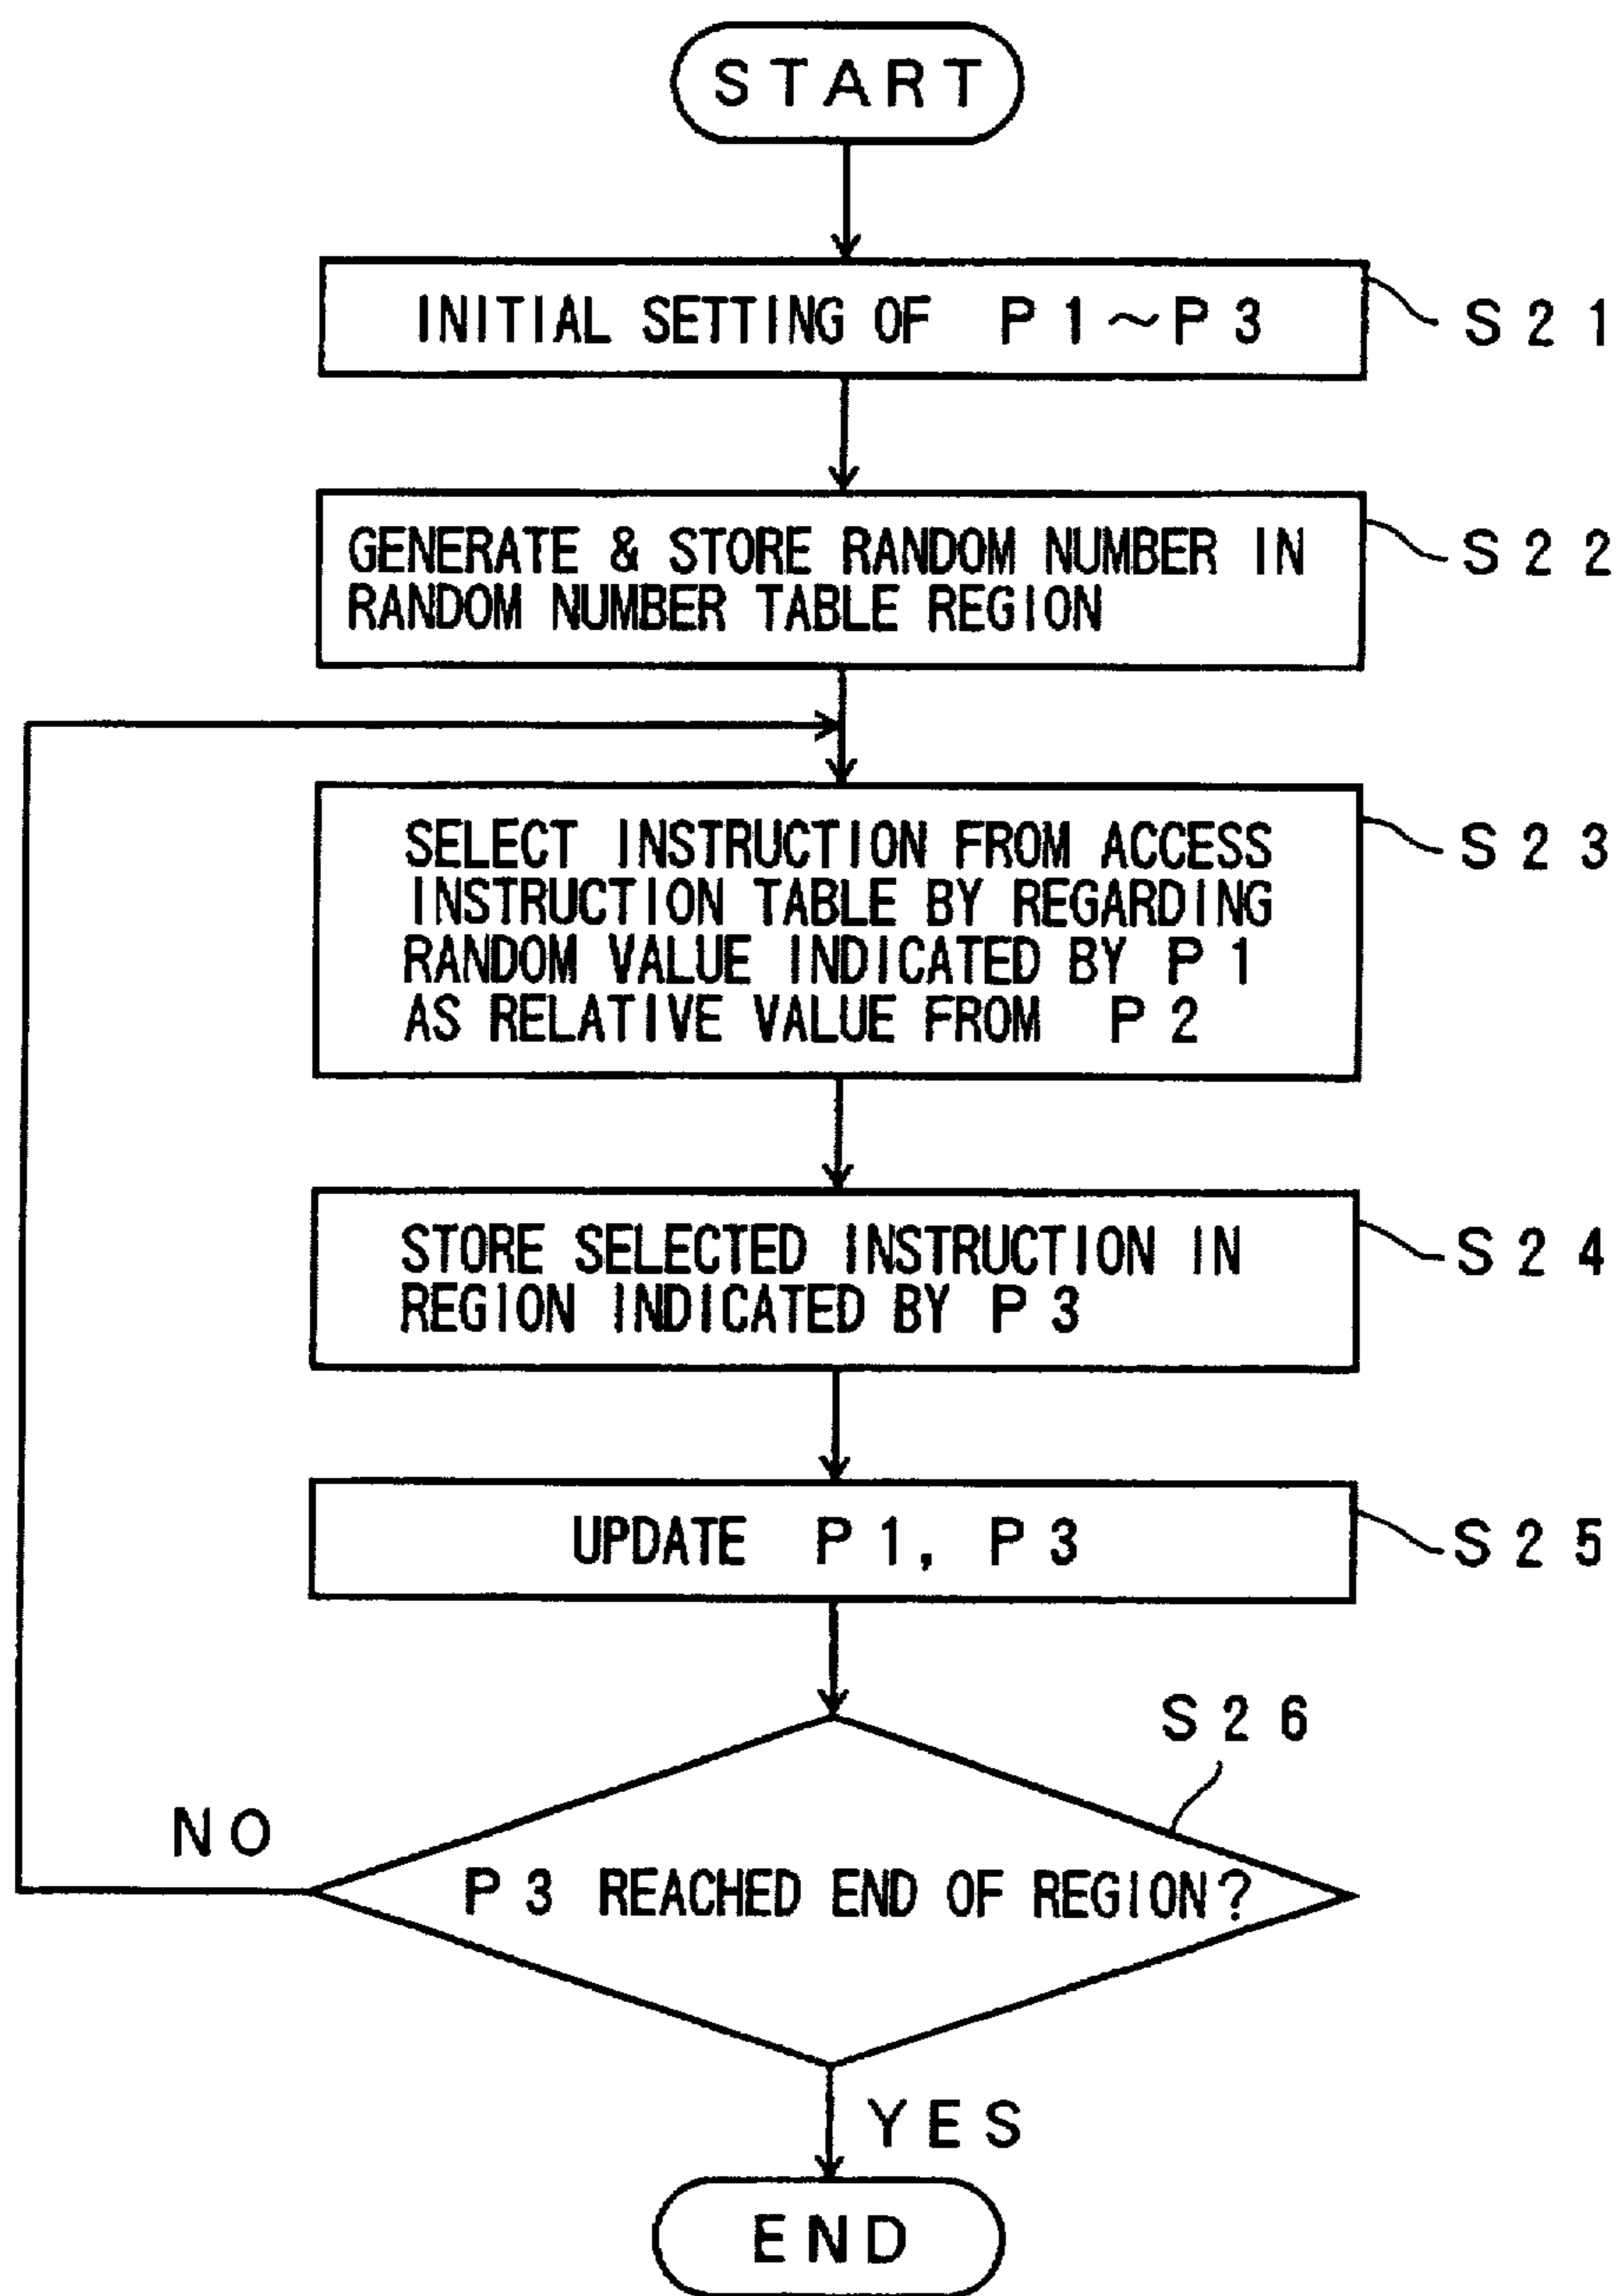 START
INITIAL SETTING OF P1~P3
S21
GENERATE & STORE RANDOM NUMBER IN
RANDOM NUMBER TABLE REGION
S22
SELECT INSTRUCTION FROM ACCESS
INSTRUCTION TABLE BY REGARDING
RANDOM VALUE INDICATED BY P1
AS RELATIVE VALUE FROM P2
S23
STORE SELECTED INSTRUCTION IN
REGION INDICATED BY P3
S24
UPDATE P1, P3
S25
S26
NO
P3 REACHED END OF REGION?
YES
END